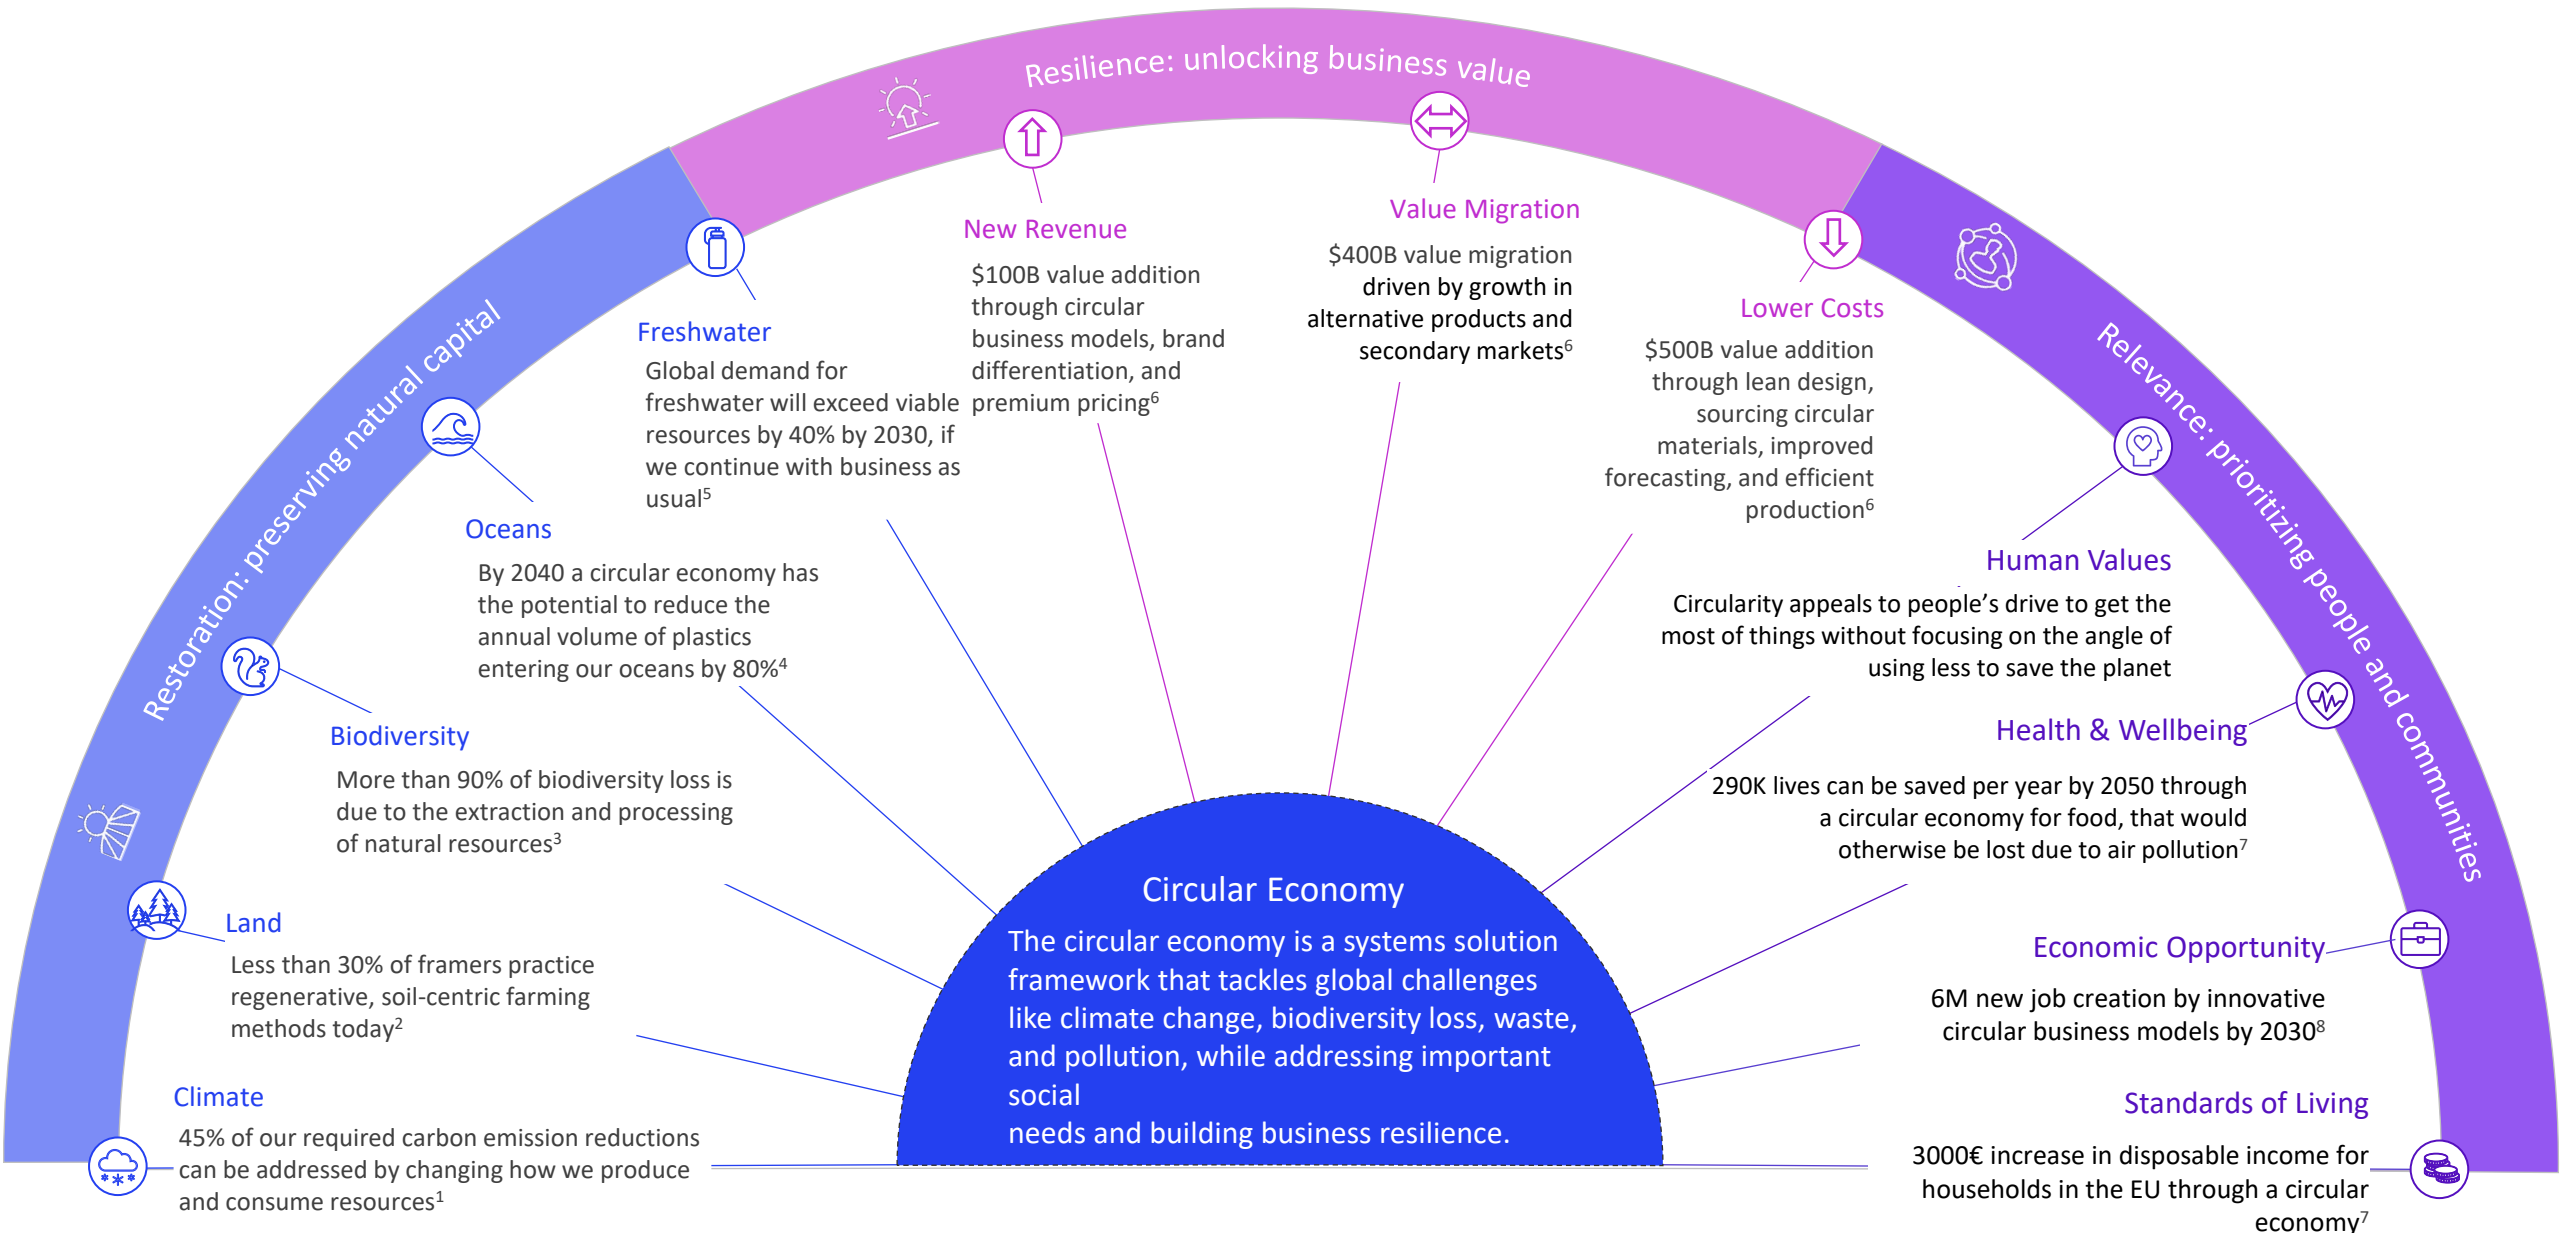 Resilience: unlocking business value
Restoration: preserving natural capital
Relevance: prioritizing people and communities
Freshwater
Global demand for
freshwater will exceed viable
resources by 40% by 2030, if
we continue with business as
usual⁵
Oceans
By 2040 a circular economy has
the potential to reduce the
annual volume of plastics
entering our oceans by 80%⁴
Biodiversity
More than 90% of biodiversity loss is
due to the extraction and processing
of natural resources³
Land
Less than 30% of framers practice
regenerative, soil-centric farming
methods today²
Climate
45% of our required carbon emission reductions
can be addressed by changing how we produce
and consume resources¹
New Revenue
$100B value addition
through circular
business models, brand
differentiation, and
premium pricing⁶
Value Migration
$400B value migration
driven by growth in
alternative products and
secondary markets⁶
Lower Costs
$500B value addition
through lean design,
sourcing circular
materials, improved
forecasting, and efficient
production⁶
Human Values
Circularity appeals to people’s drive to get the
most of things without focusing on the angle of
using less to save the planet
Health & Wellbeing
290K lives can be saved per year by 2050 through
a circular economy for food, that would
otherwise be lost due to air pollution⁷
Economic Opportunity
6M new job creation by innovative
circular business models by 2030⁸
Standards of Living
3000€ increase in disposable income for
households in the EU through a circular
economy⁷
Circular Economy
The circular economy is a systems solution
framework that tackles global challenges
like climate change, biodiversity loss, waste,
and pollution, while addressing important
social
needs and building business resilience.